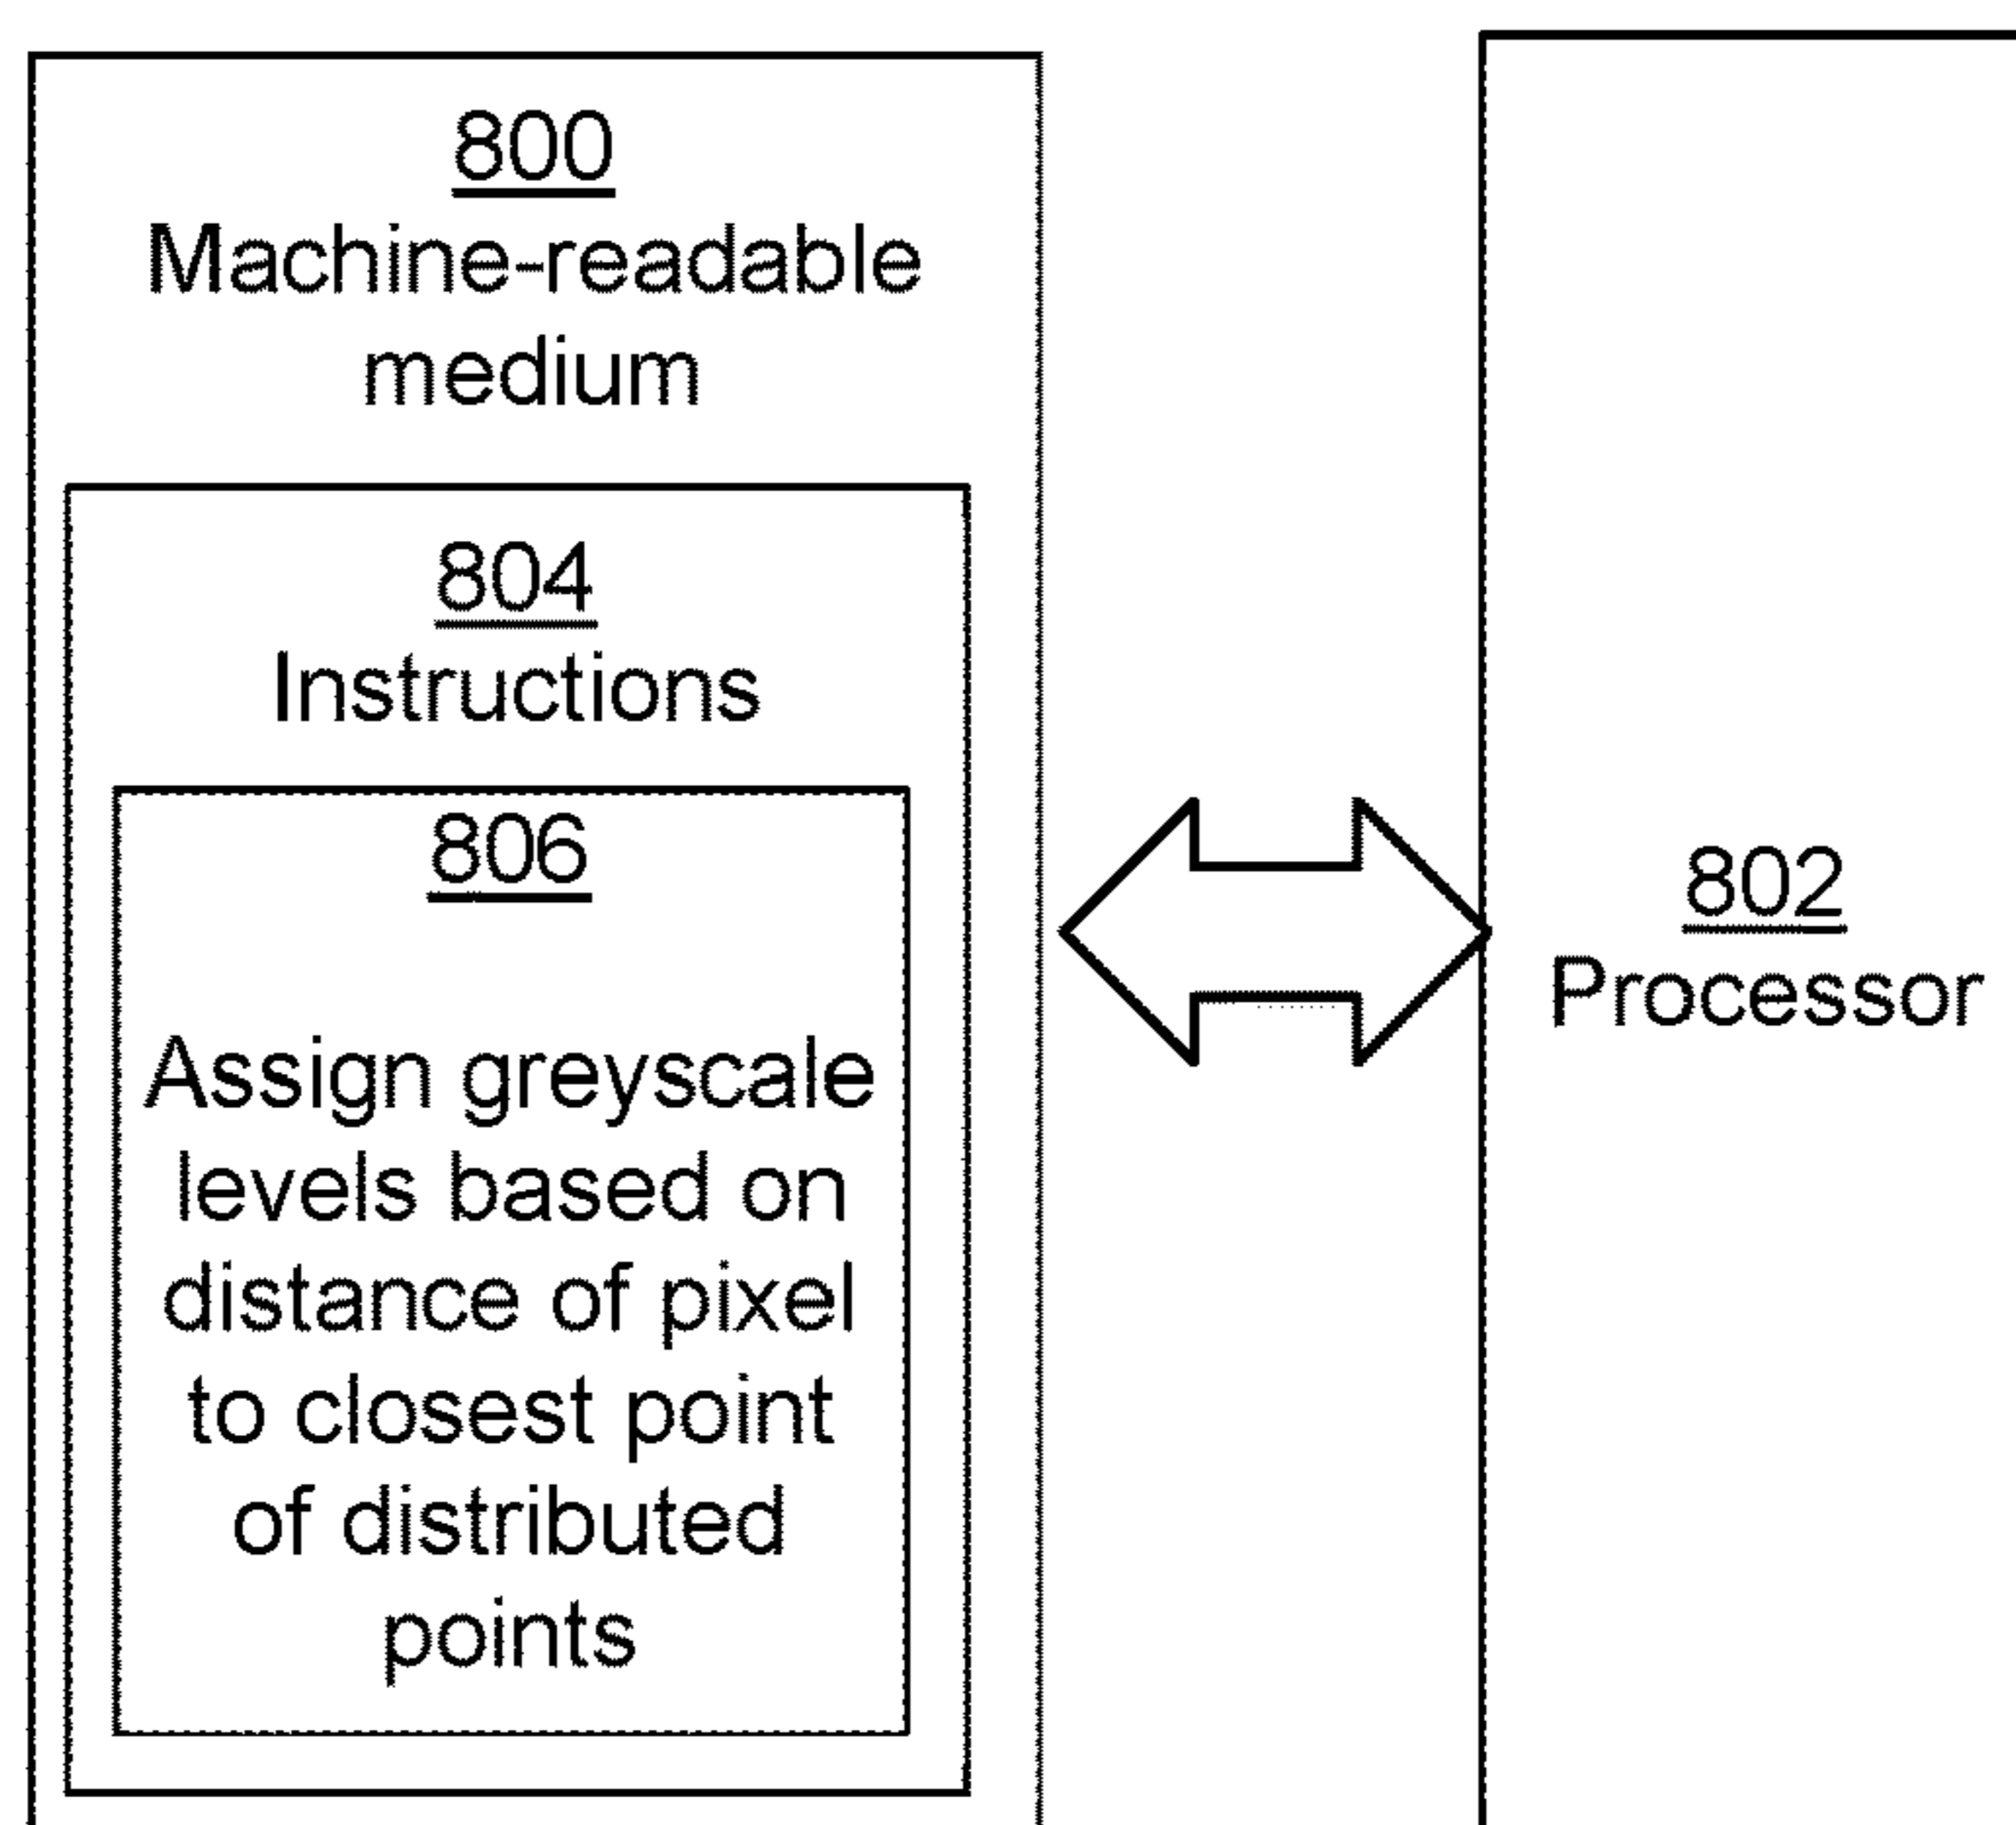 800
Machine-readable
medium
804
Instructions
806
Assign greyscale
levels based on
distance of pixel
to closest point
of distributed
points
802
Processor